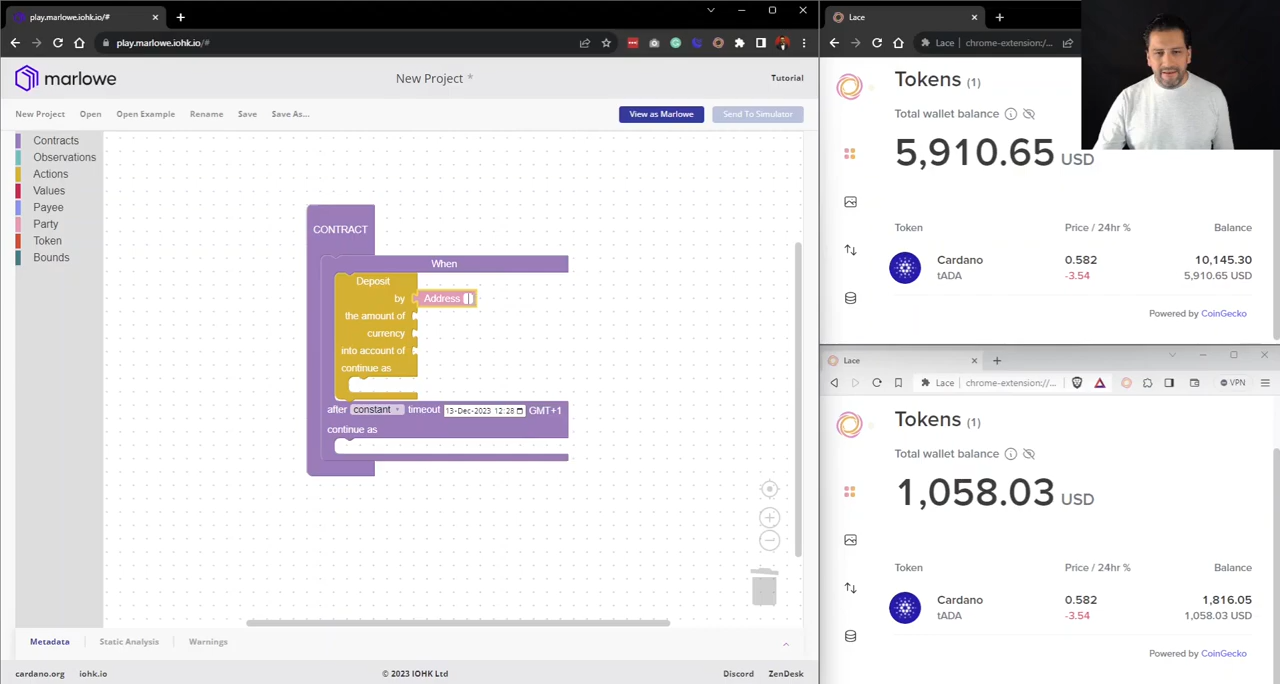 play.marlowe.iohk.io/#
play.marlowe.iohk.io/#
marlowe
New Project *
Tutorial
New Project Open Open Example Rename Save Save As...
View as Marlowe Send To Simulator
Contracts
Observations
Actions
Values
Payee
Party
Token
Bounds
CONTRACT
When
Deposit
by Address
the amount of
currency
into account of
continue as
after constant timeout 13-Dec-2023 12:28 GMT+1
continue as
Metadata Static Analysis Warnings
cardano.org iohk.io © 2023 IOHK Ltd Discord ZenDesk
Lace
Lace chrome-extension:/...
Tokens (1)
Total wallet balance
5,910.65 USD
Token Price / 24hr % Balance
Cardano 0.582 10,145.30
tADA -3.54 5,910.65 USD
Powered by CoinGecko
Lace
Lace chrome-extension://... VPN
Tokens (1)
Total wallet balance
1,058.03 USD
Token Price / 24hr % Balance
Cardano 0.582 1,816.05
tADA -3.54 1,058.03 USD
Powered by CoinGecko